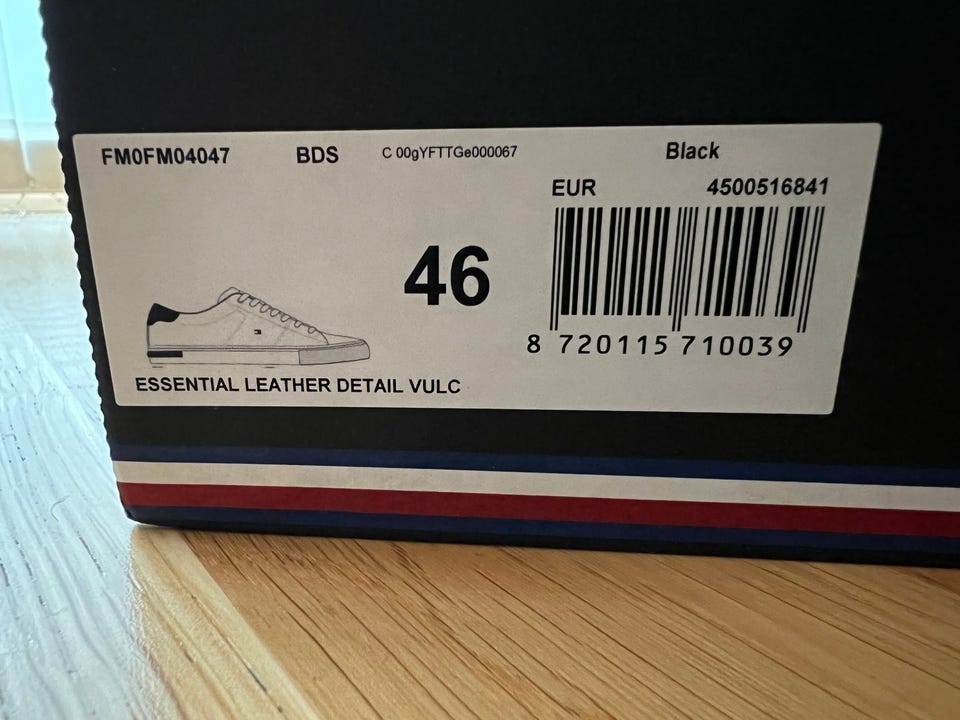 FM0FM04047 BDS C 00gYFTTGe000067 Black
EUR 4500516841
46
8 720115 710039
ESSENTIAL LEATHER DETAIL VULC